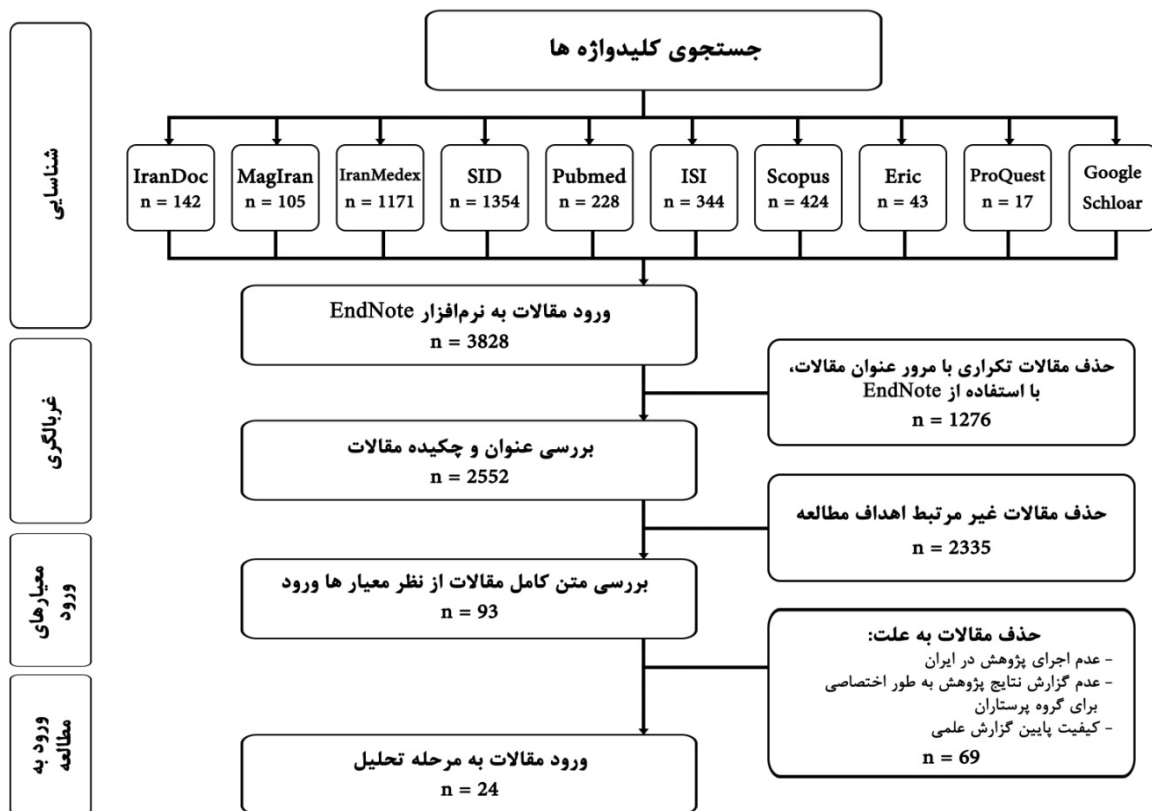 جستجوی کلیدواژه ها
شناسایی
IranDoc
n = 142
MagIran
n = 105
IranMedex
n = 1171
SID
n = 1354
Pubmed
n = 228
ISI
n = 344
Scopus
n = 424
Eric
n = 43
ProQuest
n = 17
Google
Schloar
ورود مقالات به نرم‌افزار EndNote
n = 3828
غربالگری
حذف مقالات تکراری با مرور عنوان مقالات،
با استفاده از EndNote
n = 1276
بررسی عنوان و چکیده مقالات
n = 2552
حذف مقالات غیر مرتبط اهداف مطالعه
n = 2335
معیارهای
ورود
بررسی متن کامل مقالات از نظر معیار ها ورود
n = 93
حذف مقالات به علت:
- عدم اجرای پژوهش در ایران
- عدم گزارش نتایج پژوهش به طور اختصاصی
برای گروه پرستاران
- کیفیت پایین گزارش علمی
n = 69
ورود به
مطالعه
ورود مقالات به مرحله تحلیل
n = 24